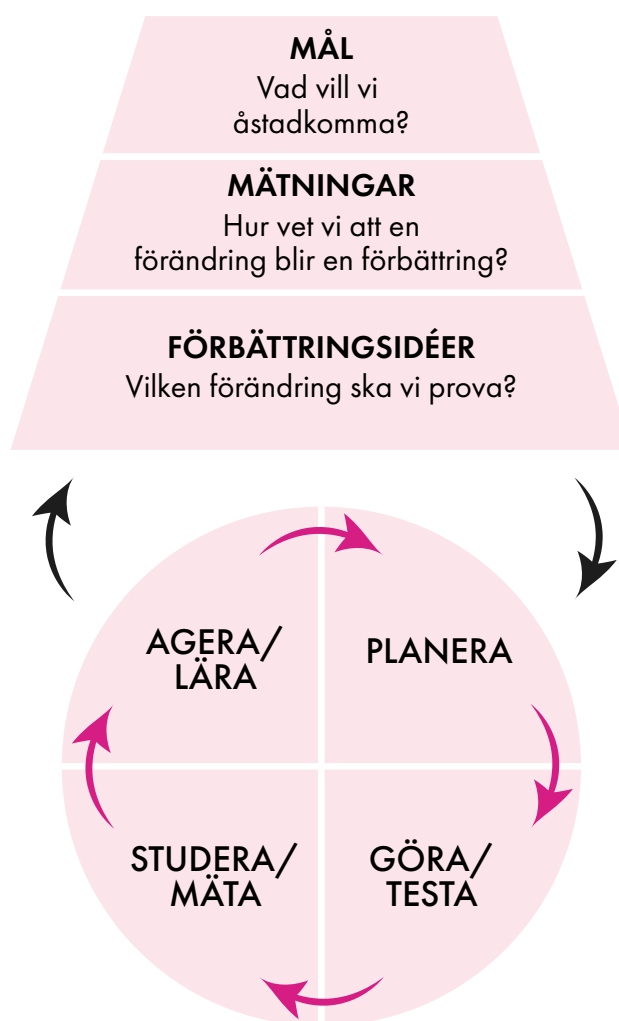 MÅL
Vad vill vi
åstadkomma?
MÄTNINGAR
Hur vet vi att en
förändring blir en förbättring?
FÖRBÄTTRINGSIDÉER
Vilken förändring ska vi prova?
AGERA/
LÄRA
PLANERA
STUDERA/
MÄTA
GÖRA/
TESTA